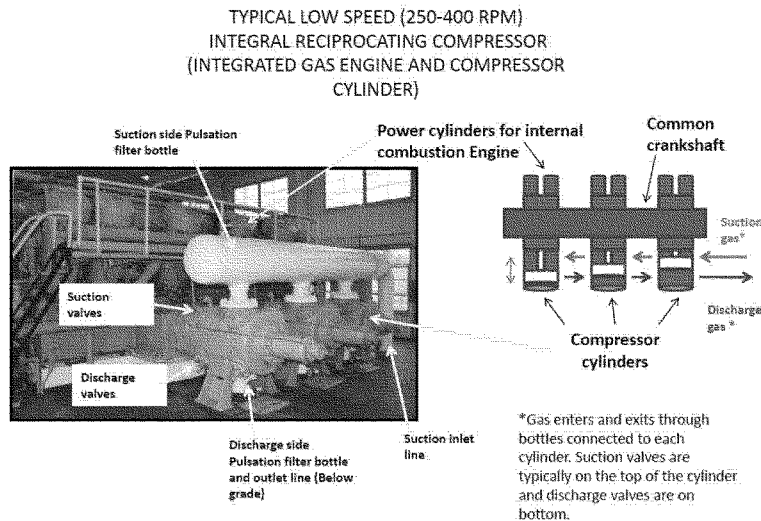 TYPICAL LOW SPEED (250-400 RPM)
INTEGRAL RECIPROCATING COMPRESSOR
(INTEGRATED GAS ENGINE AND COMPRESSOR
CYLINDER)
Suction side Pulsation
filter bottle
Power cylinders for internal
combustion Engine
Common
crankshaft
Suction
gas*
Suction
valves
Discharge
gas *
Compressor
cylinders
Discharge
valves
Discharge side
Pulsation filter bottle
and outlet line (Below
grade)
Suction inlet
line
*Gas enters and exits through
bottles connected to each
cylinder. Suction valves are
typically on the top of the cylinder
and discharge valves are on
bottom.